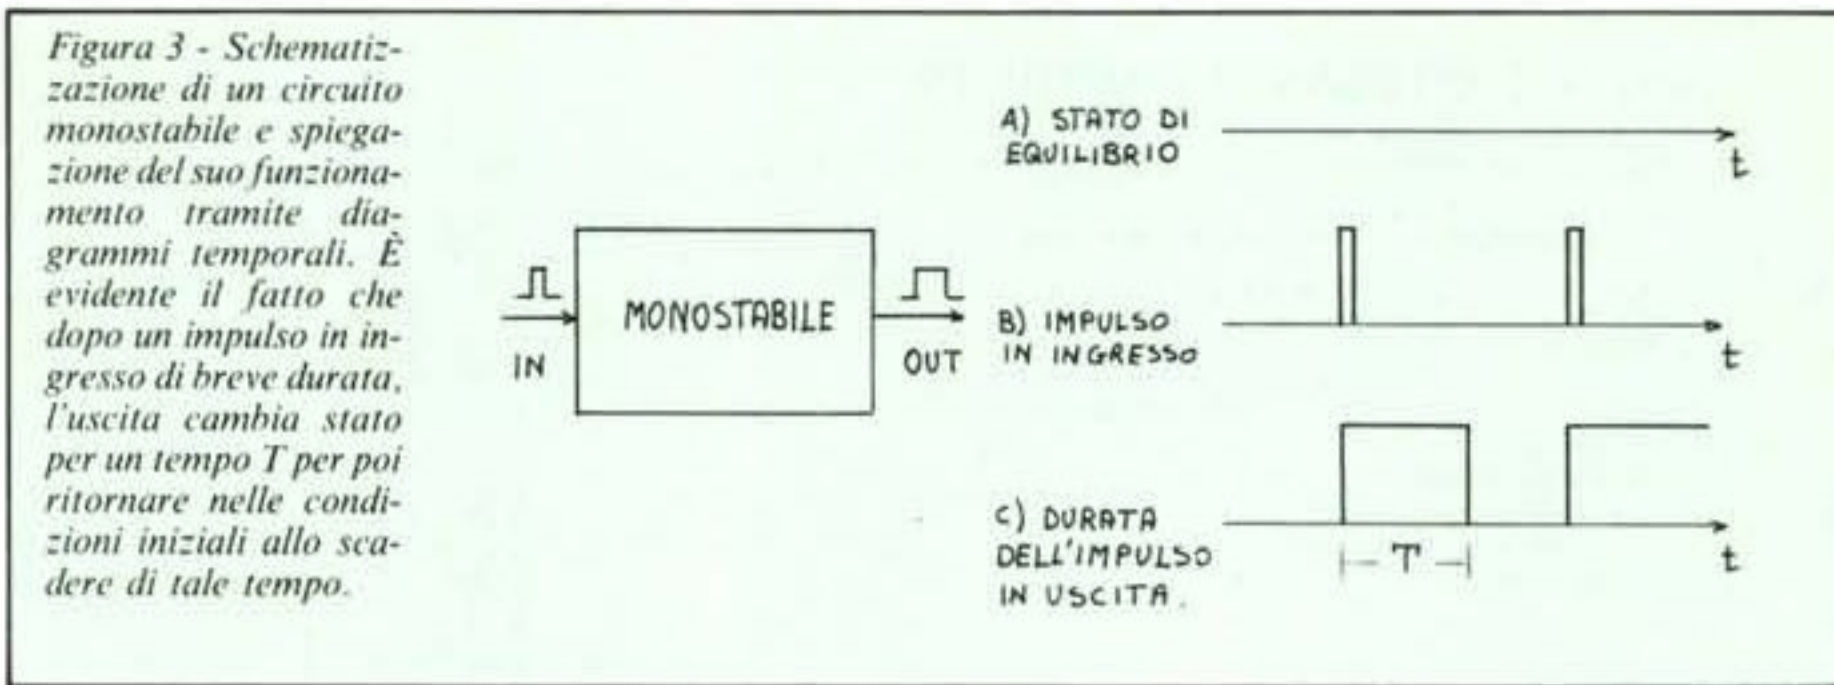 Figura 3 - Schematiz-
zazione di un circuito
monostabile e spiega-
zione del suo funziona-
mento tramite dia-
grammi temporali. È
evidente il fatto che
dopo un impulso in in-
gresso di breve durata,
l'uscita cambia stato
per un tempo T per poi
ritornare nelle condi-
zioni iniziali allo sca-
dere di tale tempo.
IN
MONOSTABILE
OUT
A) STATO DI
EQUILIBRIO
t
B) IMPULSO
IN INGRESSO
t
C) DURATA
DELL'IMPULSO
IN USCITA.
T
t